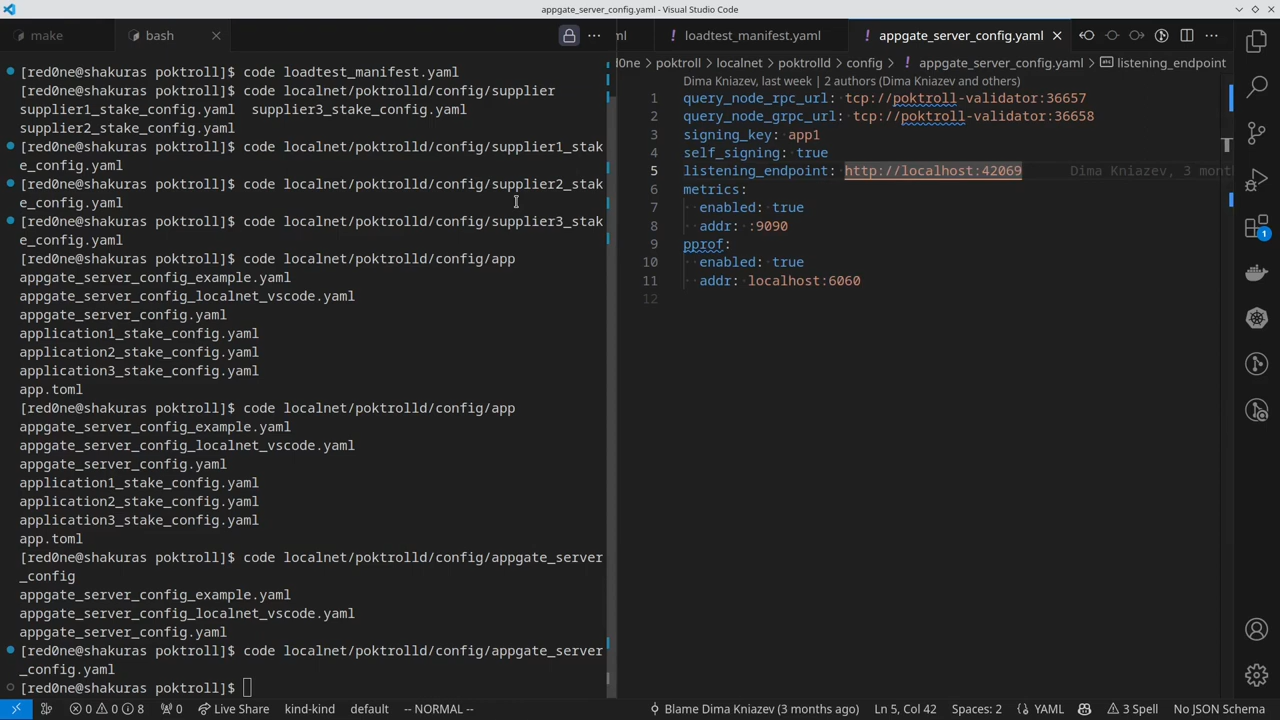 appgate_server_config.yaml - Visual Studio Code
make
bash
ml
loadtest_manifest.yaml
appgate_server_config.yaml
[red0ne@shakuras poktroll]$ code loadtest_manifest.yaml
[red0ne@shakuras poktroll]$ code localnet/poktrolld/config/supplier
supplier1_stake_config.yaml  supplier3_stake_config.yaml
supplier2_stake_config.yaml
[red0ne@shakuras poktroll]$ code localnet/poktrolld/config/supplier1_stak
e_config.yaml
[red0ne@shakuras poktroll]$ code localnet/poktrolld/config/supplier2_stak
e_config.yaml
[red0ne@shakuras poktroll]$ code localnet/poktrolld/config/supplier3_stak
e_config.yaml
[red0ne@shakuras poktroll]$ code localnet/poktrolld/config/app
appgate_server_config_example.yaml
appgate_server_config_localnet_vscode.yaml
appgate_server_config.yaml
application1_stake_config.yaml
application2_stake_config.yaml
application3_stake_config.yaml
app.toml
[red0ne@shakuras poktroll]$ code localnet/poktrolld/config/app
appgate_server_config_example.yaml
appgate_server_config_localnet_vscode.yaml
appgate_server_config.yaml
application1_stake_config.yaml
application2_stake_config.yaml
application3_stake_config.yaml
app.toml
[red0ne@shakuras poktroll]$ code localnet/poktrolld/config/appgate_server
_config
appgate_server_config_example.yaml
appgate_server_config_localnet_vscode.yaml
appgate_server_config.yaml
[red0ne@shakuras poktroll]$ code localnet/poktrolld/config/appgate_server
_config.yaml
[red0ne@shakuras poktroll]$
d0ne > poktroll > localnet > poktrolld > config > ! appgate_server_config.yaml > listening_endpoint
Dima Kniazev, last week | 2 authors (Dima Kniazev and others)
1 query_node_rpc_url: tcp://poktroll-validator:36657
2 query_node_grpc_url: tcp://poktroll-validator:36658
3 signing_key: app1
4 self_signing: true
5 listening_endpoint: http://localhost:42069 Dima Kniazev, 3 mont
6 metrics:
7   enabled: true
8   addr: :9090
9 pprof:
10   enabled: true
11   addr: localhost:6060
12
1
0 0 8 0 Live Share kind-kind default -- NORMAL -- Blame Dima Kniazev (3 months ago) Ln 5, Col 42 Spaces: 2 {} YAML 3 Spell No JSON Schema